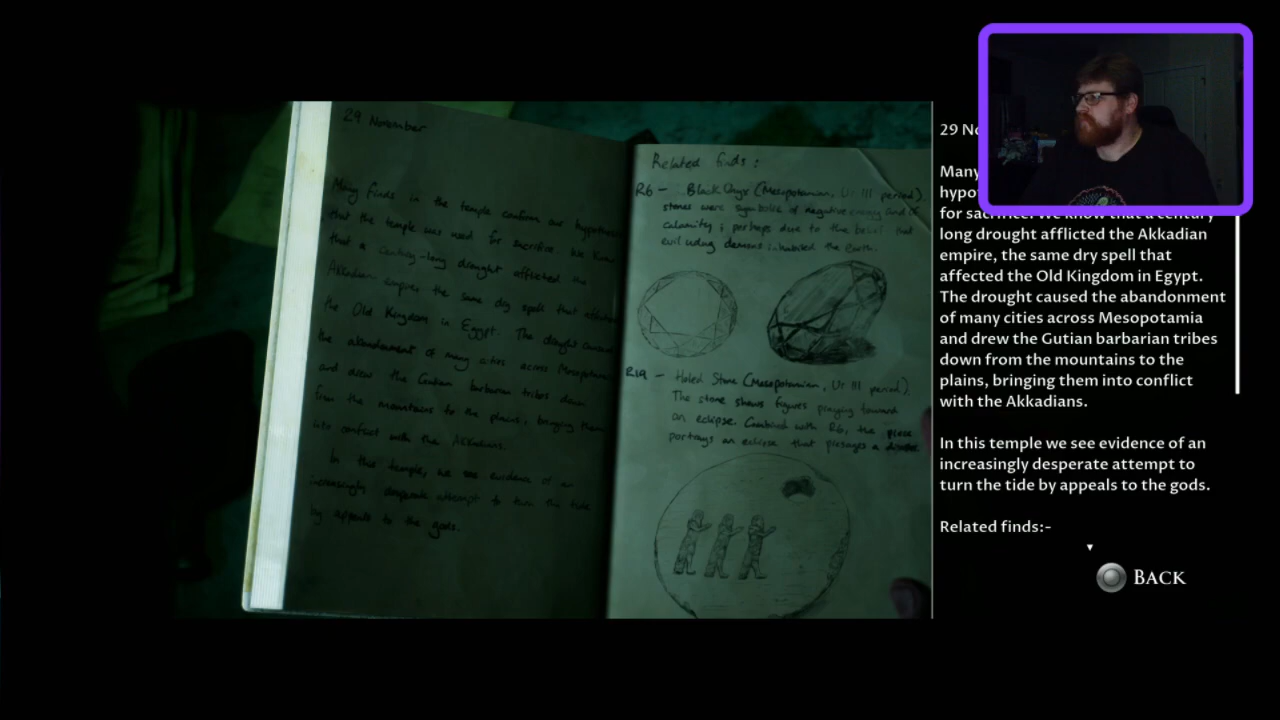 29 November
Many finds in the temple confirm our hypothesis
that the temple was used for sacrifice. We know
that a century-long drought afflicted the
Akkadian empire, the same dry spell that affected
the Old Kingdom in Egypt. The drought caused
the abandonment of many cities across Mesopotamia
and drew the Gutian barbarian tribes down
from the mountains to the plains, bringing them
into conflict with the Akkadians.
In this temple, we see evidence of an
increasingly desperate attempt to turn the tide
by appeals to the gods.
Related finds:
R6 - Black Onyx (Mesopotamian, Ur III period)
stones were symbolic of negative energy and of
calamity; perhaps due to the belief that
evil udug demons inhabited the Earth.
R19 - Holed Stone (Mesopotamian, Ur III period).
The stone shows figures praying toward
an eclipse. Combined with R6, the piece
portrays an eclipse that presages a disaster
29 No
Many
hypo
for sacrifice. We know that a century
long drought afflicted the Akkadian
empire, the same dry spell that
affected the Old Kingdom in Egypt.
The drought caused the abandonment
of many cities across Mesopotamia
and drew the Gutian barbarian tribes
down from the mountains to the
plains, bringing them into conflict
with the Akkadians.
In this temple we see evidence of an
increasingly desperate attempt to
turn the tide by appeals to the gods.
Related finds:-
BACK